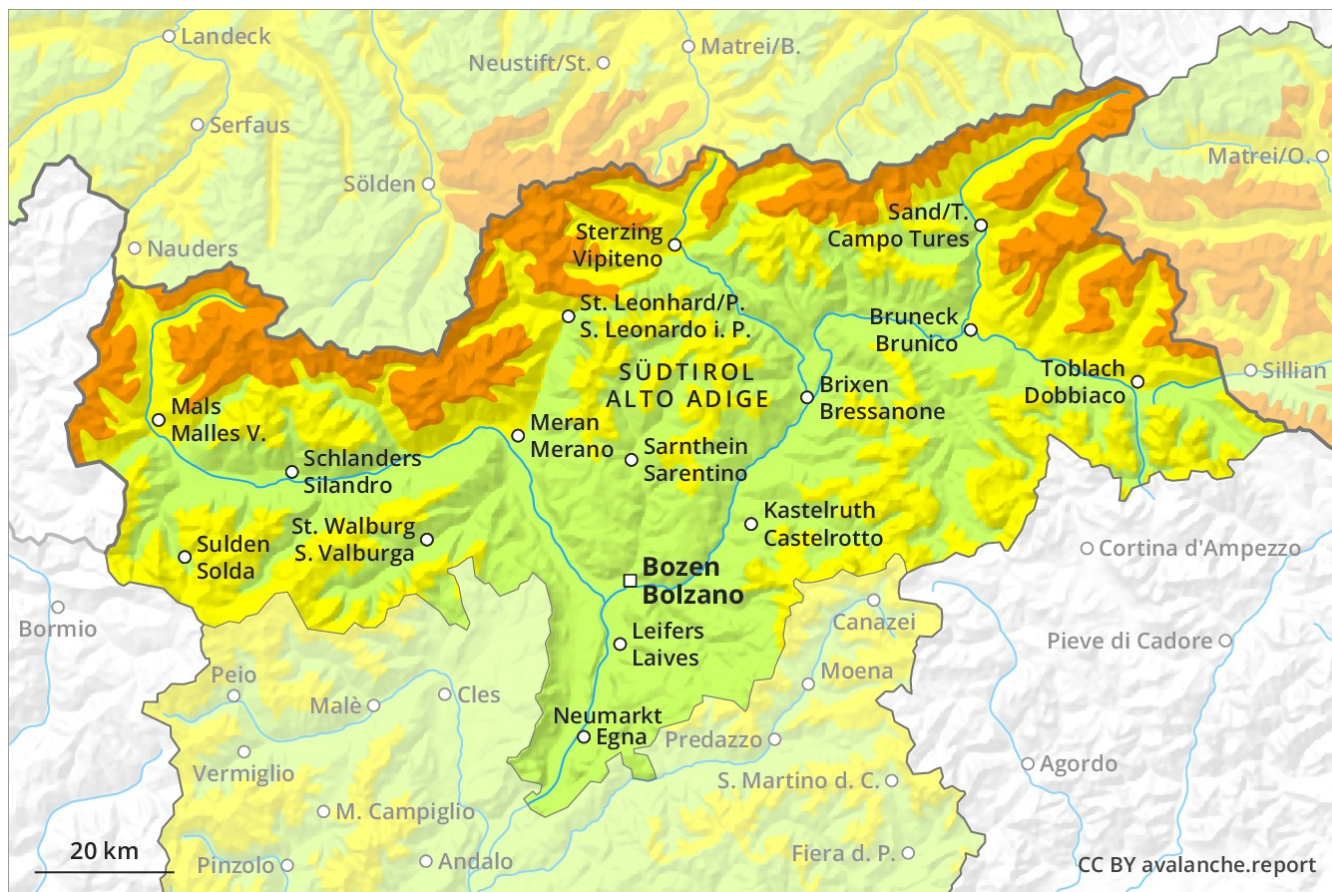 Landeck
Matrei/B.
Neustift/St.
Serfaus
Matrei/O.
Sölden
Sand/T.
Campo Tures
Sterzing
Vipiteno
Nauders
St. Leonhard/P.
S. Leonardo i. P.
Bruneck
Brunico
SÜDTIROL
ALTO ADIGE
Toblach
Dobbiaco
Sillian
Brixen
Bressanone
Mals
Malles V.
Meran
Merano
Sarnthein
Sarentino
Schlanders
Silandro
Kastelruth
Castelrotto
St. Walburg
S. Valburga
Sulden
Solda
Cortina d'Ampezzo
Bozen
Bolzano
Bormio
Canazei
Leifers
Laives
Pieve di Cadore
Peio
Moena
Malè
Cles
Neumarkt
Egna
Predazzo
Vermiglio
Agordo
S. Martino d. C.
M. Campiglio
20 km
Pinzolo
Andalo
Fiera d. P.
CC BY avalanche.report